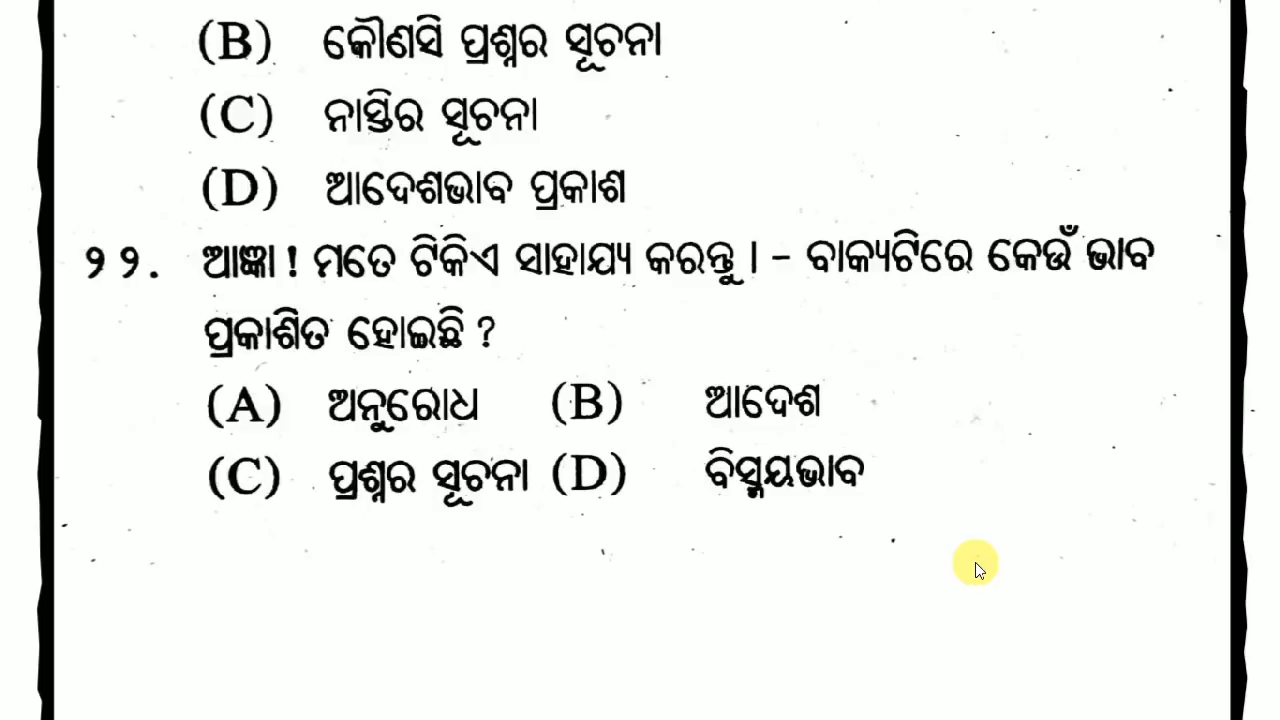 (B) କୌଣସି ପ୍ରଶ୍ନର ସୂଚନା
(C) ନାସ୍ତିର ସୂଚନା
(D) ଆଦେଶଭାବ ପ୍ରକାଶ
୨୨. ଆଜ୍ଞା ! ମତେ ଟିକିଏ ସାହାଯ୍ୟ କରନ୍ତୁ । – ବାକ୍ୟଟିରେ କେଉଁ ଭାବ
ପ୍ରକାଶିତ ହୋଇଛି ?
(A) ଅନୁରୋଧ (B) ଆଦେଶ
(C) ପ୍ରଶ୍ନର ସୂଚନା (D) ବିସ୍ମୟଭାବ